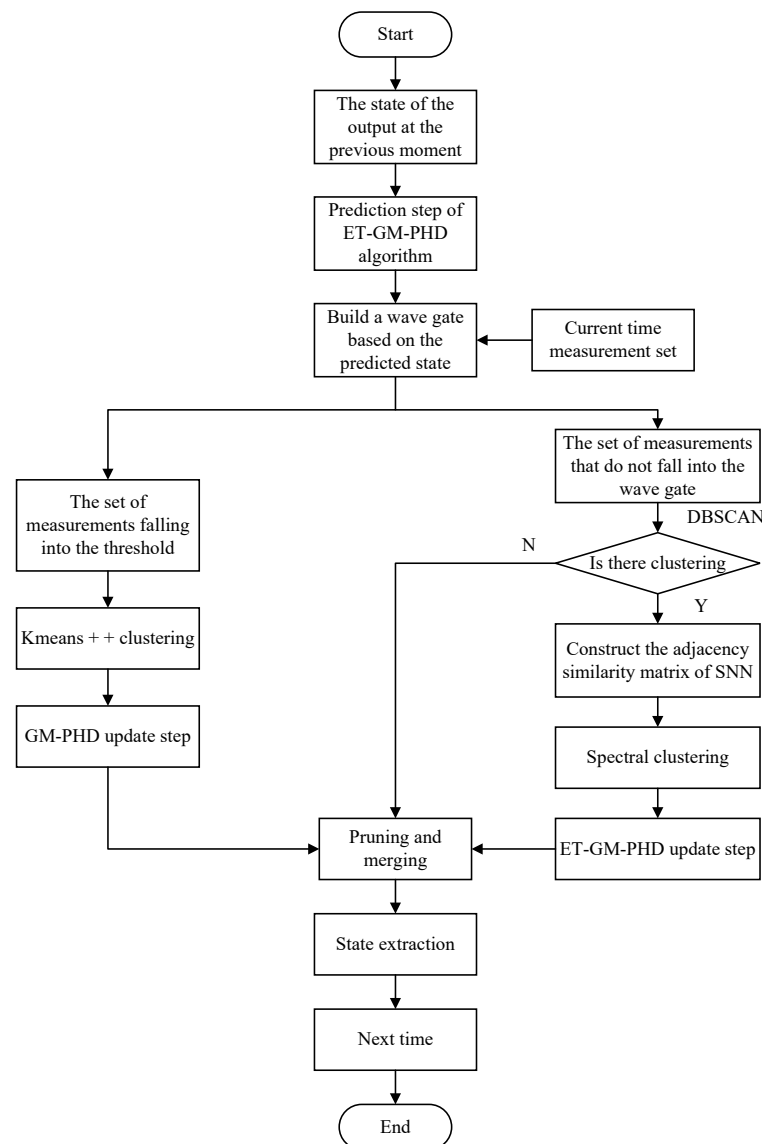 Start
The state of the
output at the
previous moment
Prediction step of
ET-GM-PHD
algorithm
Build a wave gate
based on the
predicted state
Current time
measurement set
The set of measurements
that do not fall into the
wave gate
The set of
measurements falling
into the threshold
DBSCAN
N
Is there clustering
Y
Kmeans + + clustering
Construct the adjacency
similarity matrix of SNN
GM-PHD update step
Spectral clustering
Pruning and
merging
ET-GM-PHD update step
State extraction
Next time
End